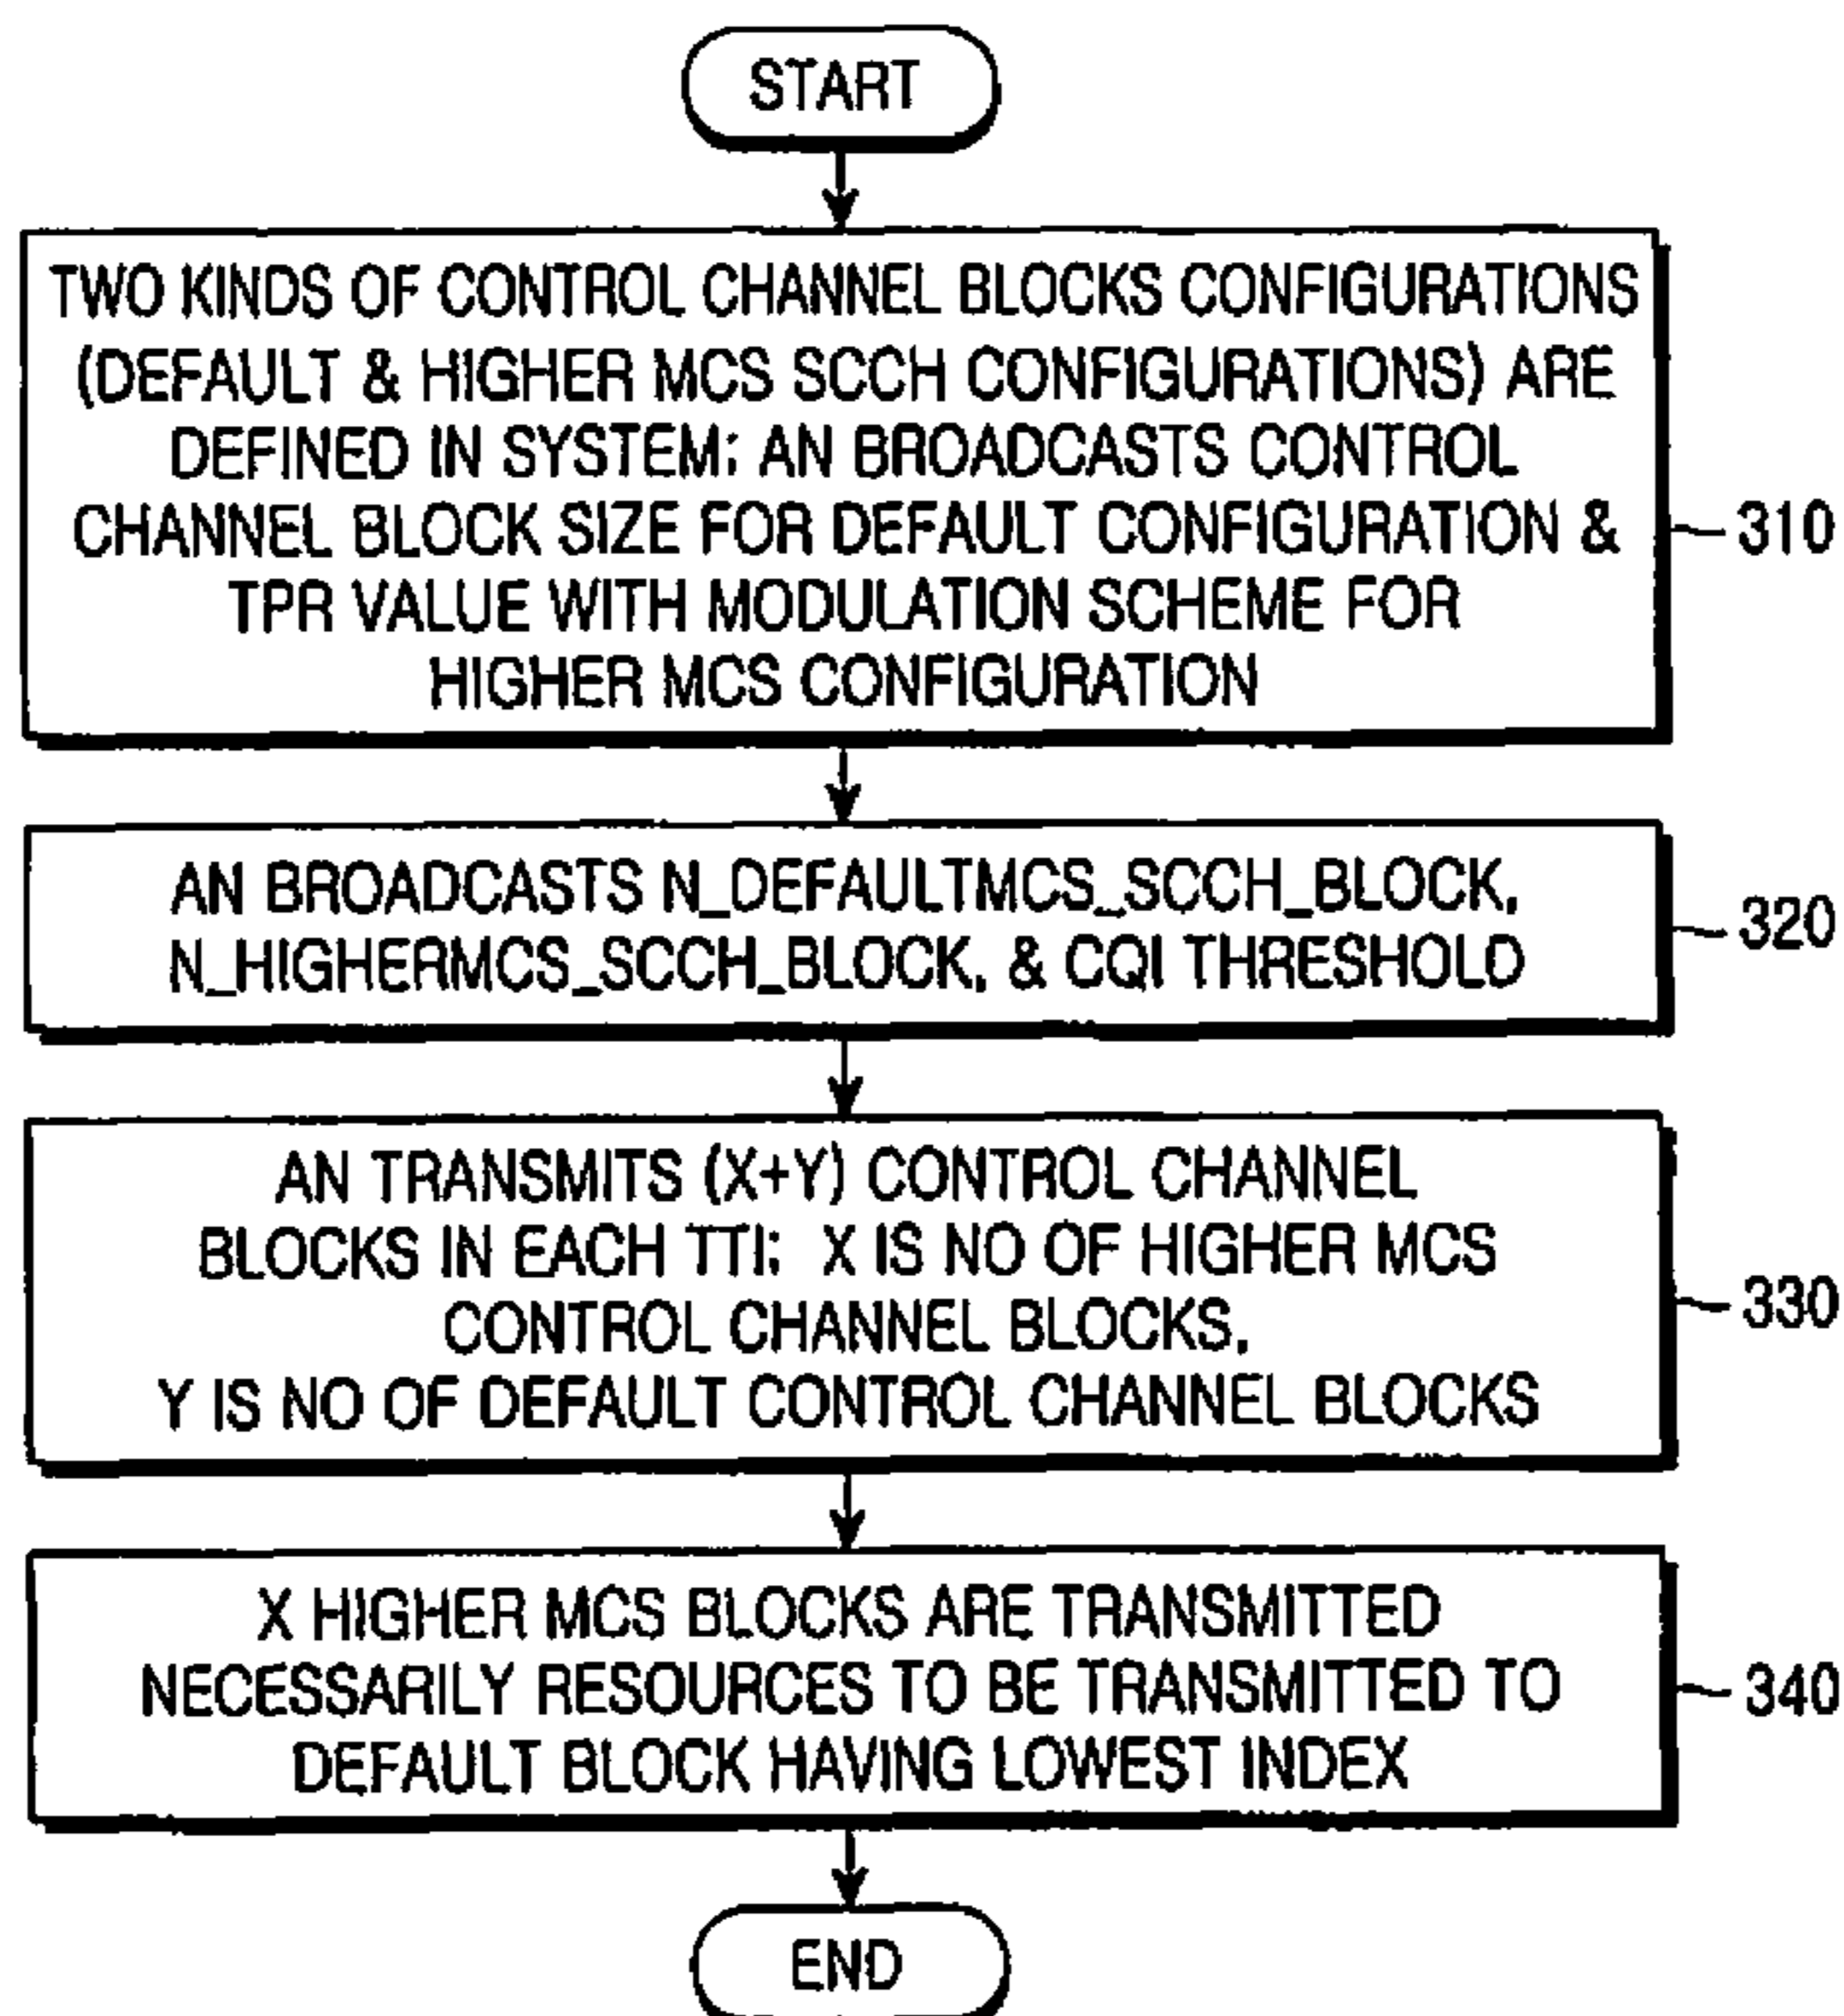 START
TWO KINDS OF CONTROL CHANNEL BLOCKS CONFIGURATIONS
(DEFAULT & HIGHER MCS SCCH CONFIGURATIONS) ARE
DEFINED IN SYSTEM: AN BROADCASTS CONTROL
CHANNEL BLOCK SIZE FOR DEFAULT CONFIGURATION &
TPR VALUE WITH MODULATION SCHEME FOR
HIGHER MCS CONFIGURATION
310
AN BROADCASTS N_DEFAULTMCS_SCCH_BLOCK,
N_HIGHERMCS_SCCH_BLOCK, & CQI THRESHOLD
320
AN TRANSMITS (X+Y) CONTROL CHANNEL
BLOCKS IN EACH TTI; X IS NO OF HIGHER MCS
CONTROL CHANNEL BLOCKS,
Y IS NO OF DEFAULT CONTROL CHANNEL BLOCKS
330
X HIGHER MCS BLOCKS ARE TRANSMITTED
NECESSARILY RESOURCES TO BE TRANSMITTED TO
DEFAULT BLOCK HAVING LOWEST INDEX
340
END